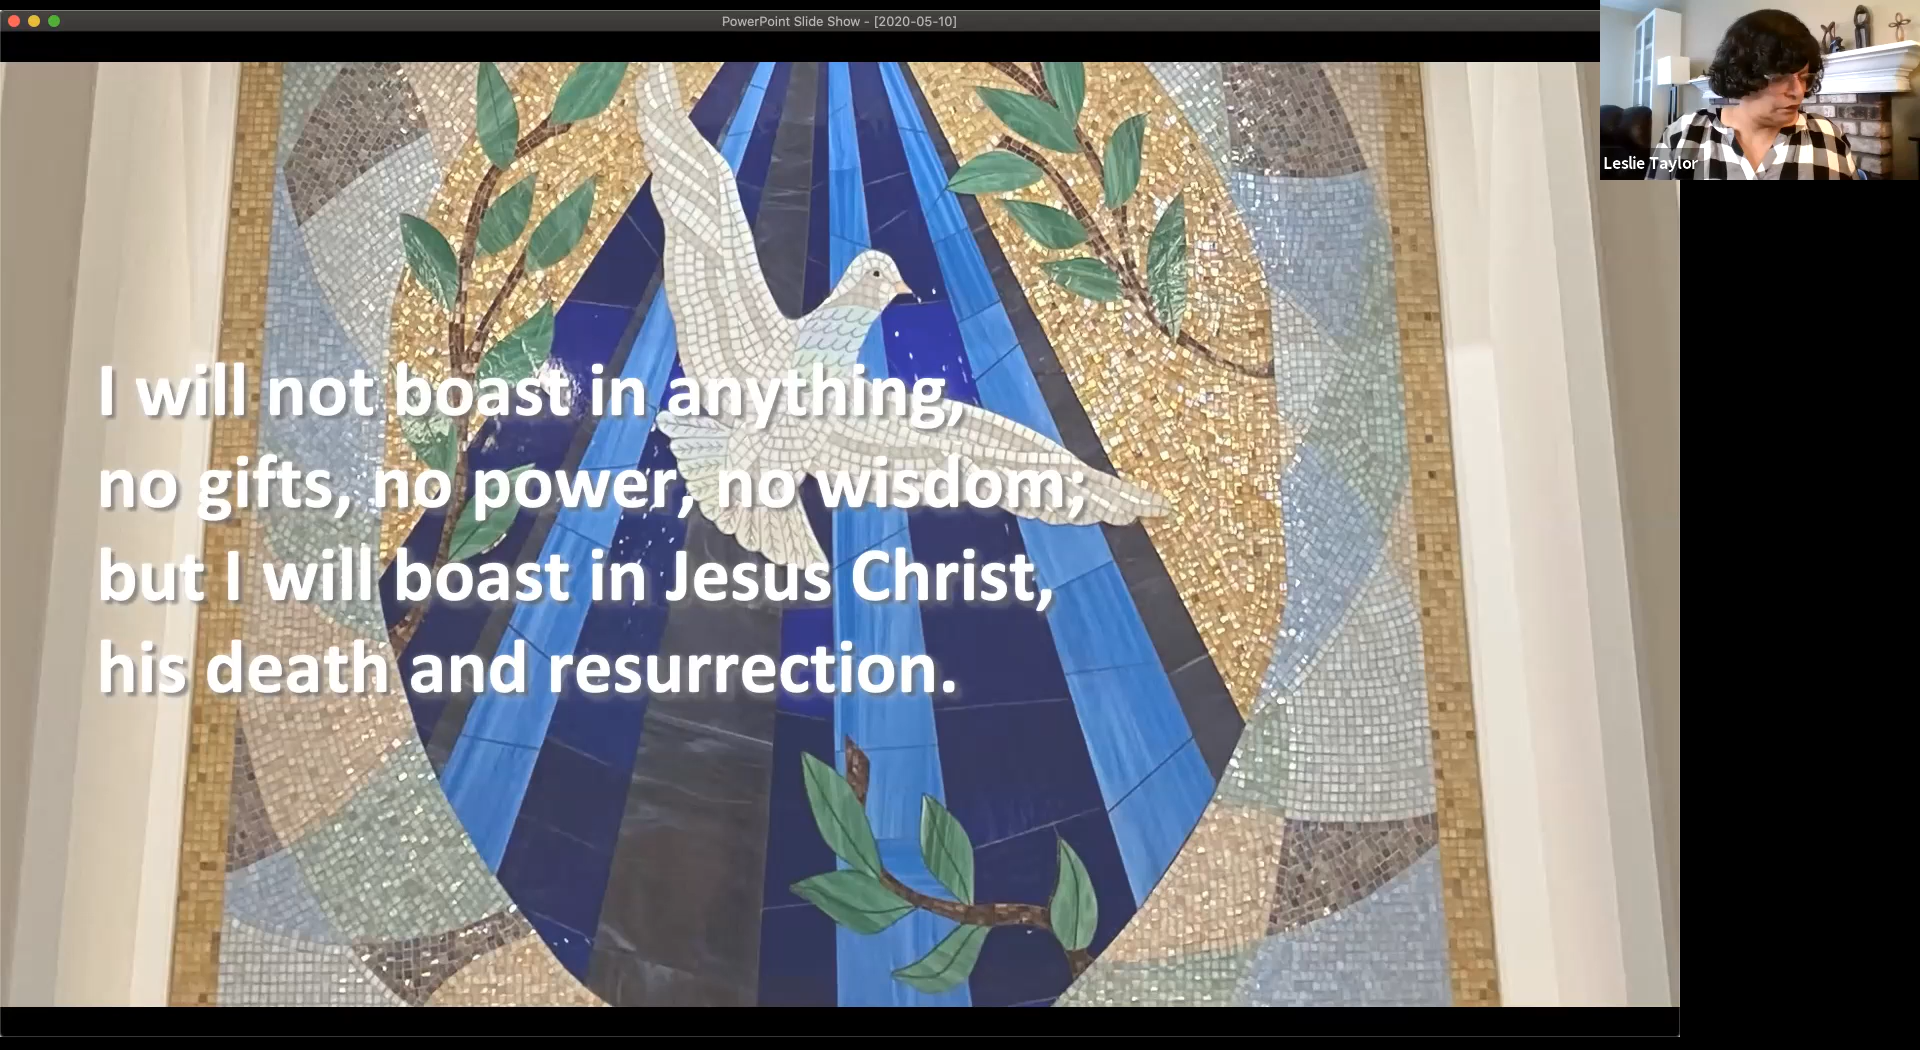 PowerPoint Slide Show - [2020-05-10]
Leslie Taylor
I will not boast in anything,
no gifts, no power, no wisdom;
but I will boast in Jesus Christ,
his death and resurrection.